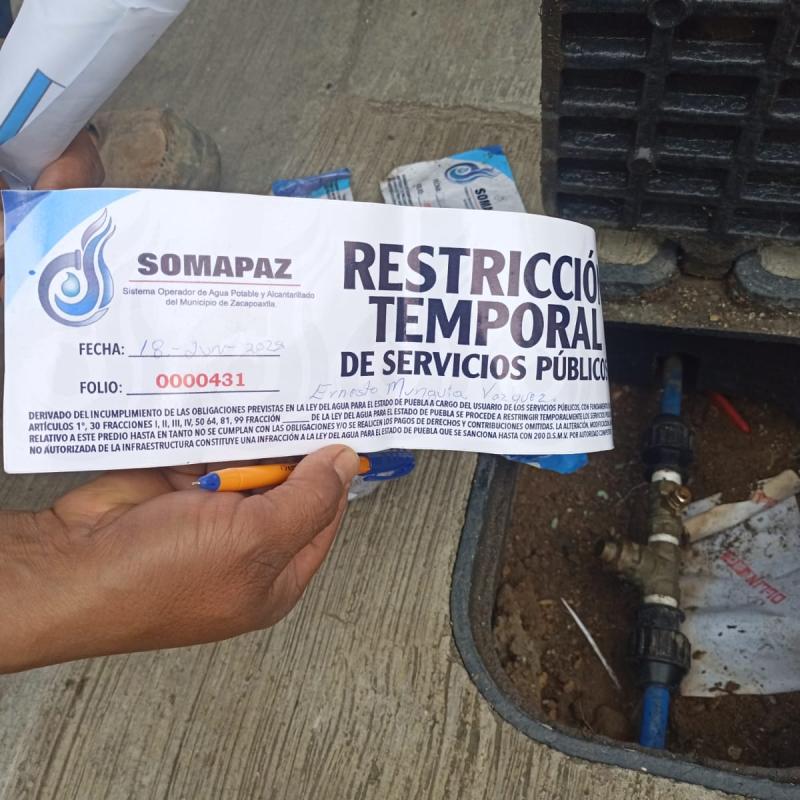 SOMAPAZ
Sistema Operador de Agua Potable y Alcantarillado
del Municipio de Zacapoaxtla.
FECHA: 18-Jun-2022
FOLIO: 0000431
RESTRICCIÓ
TEMPORAL
DE SERVICIOS PÚBLICOS
Ernesto Munguia Vazquez
DERIVADO DEL INCUMPLIMIENTO DE LAS OBLIGACIONES PREVISTAS EN LA LEY DEL AGUA PARA EL ESTADO DE PUEBLA A CARGO DEL USUARIO DE LOS SERVICIOS PÚBLICOS, CON
ARTÍCULOS 1°, 30 FRACCIONES I, II, III, IV, 50 64, 81, 99 FRACCIÓN ____ DE LA LEY DEL AGUA PARA EL ESTADO DE PUEBLA SE PROCEDE A RESTRINGIR TEMPORALMENTE LOS
RELATIVO A ESTE PREDIO HASTA EN TANTO NO SE CUMPLAN CON LAS OBLIGACIONES Y/O SE REALICEN LOS PAGOS DE DERECHOS Y CONTRIBUCIONES OMITIDAS. LA ALTERACIÓN,
NO AUTORIZADA DE LA INFRAESTRUCTURA CONSTITUYE UNA INFRACCIÓN A LA LEY DEL AGUA PARA EL ESTADO DE PUEBLA QUE SE SANCIONA HASTA CON 200 D.S.M.V. POR AUTORIDAD